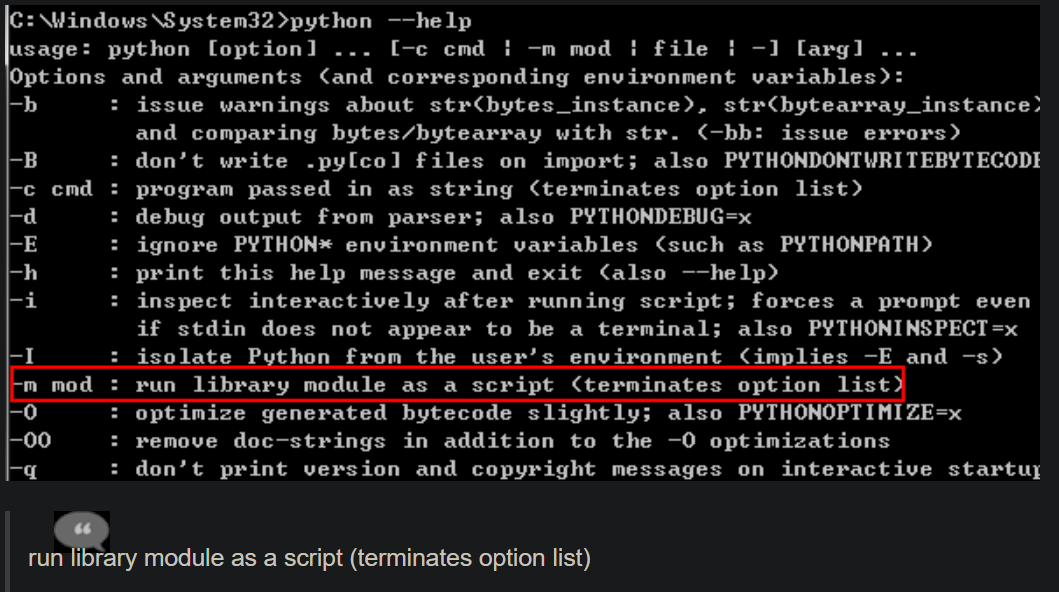 C:\Windows\System32>python --help
usage: python [option] ... [-c cmd | -m mod | file | -] [arg] ...
Options and arguments (and corresponding environment variables):
-b     : issue warnings about str(bytes_instance), str(bytearray_instance)
         and comparing bytes/bytearray with str. (-bb: issue errors)
-B     : don't write .py[co] files on import; also PYTHONDONTWRITEBYTECODE
-c cmd : program passed in as string (terminates option list)
-d     : debug output from parser; also PYTHONDEBUG=x
-E     : ignore PYTHON* environment variables (such as PYTHONPATH)
-h     : print this help message and exit (also --help)
-i     : inspect interactively after running script; forces a prompt even
         if stdin does not appear to be a terminal; also PYTHONINSPECT=x
-I     : isolate Python from the user's environment (implies -E and -s)
-m mod : run library module as a script (terminates option list)
-O     : optimize generated bytecode slightly; also PYTHONOPTIMIZE=x
-OO    : remove doc-strings in addition to the -O optimizations
-q     : don't print version and copyright messages on interactive startup
“
run library module as a script (terminates option list)